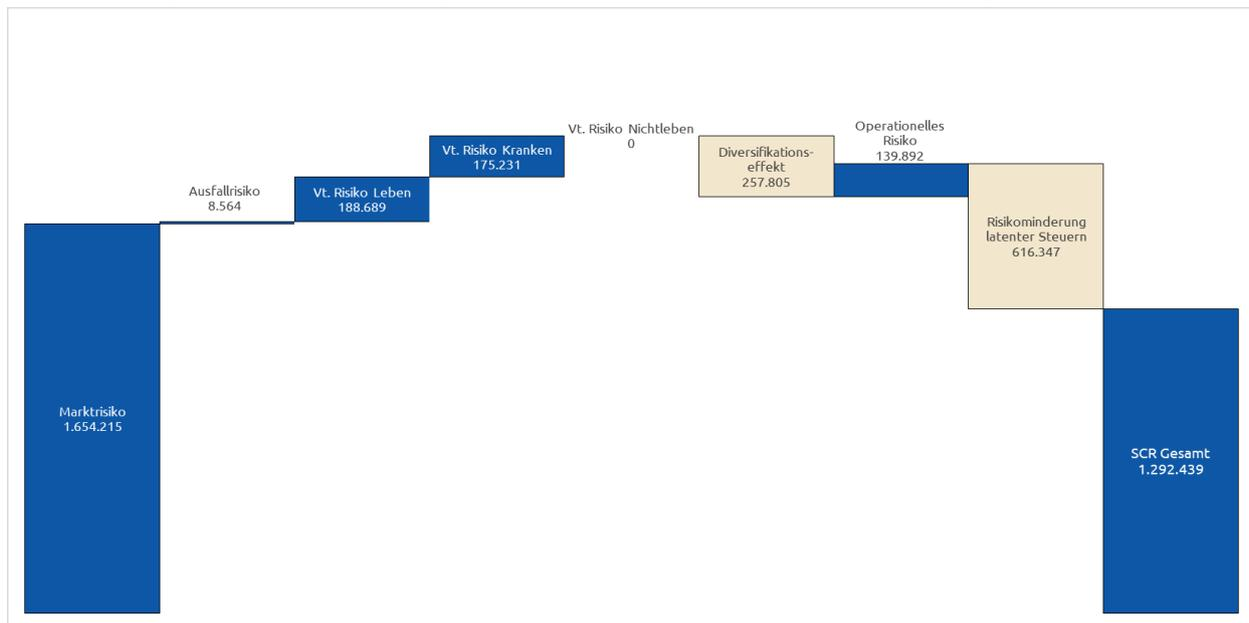 Marktrisiko
1.654.215
Ausfallrisiko
8.564
Vt. Risiko Leben
188.689
Vt. Risiko Kranken
175.231
Vt. Risiko Nichtleben
0
Diversifikations-
effekt
257.805
Operationelles
Risiko
139.892
Risikominderung
latenter Steuern
616.347
SCR Gesamt
1.292.439